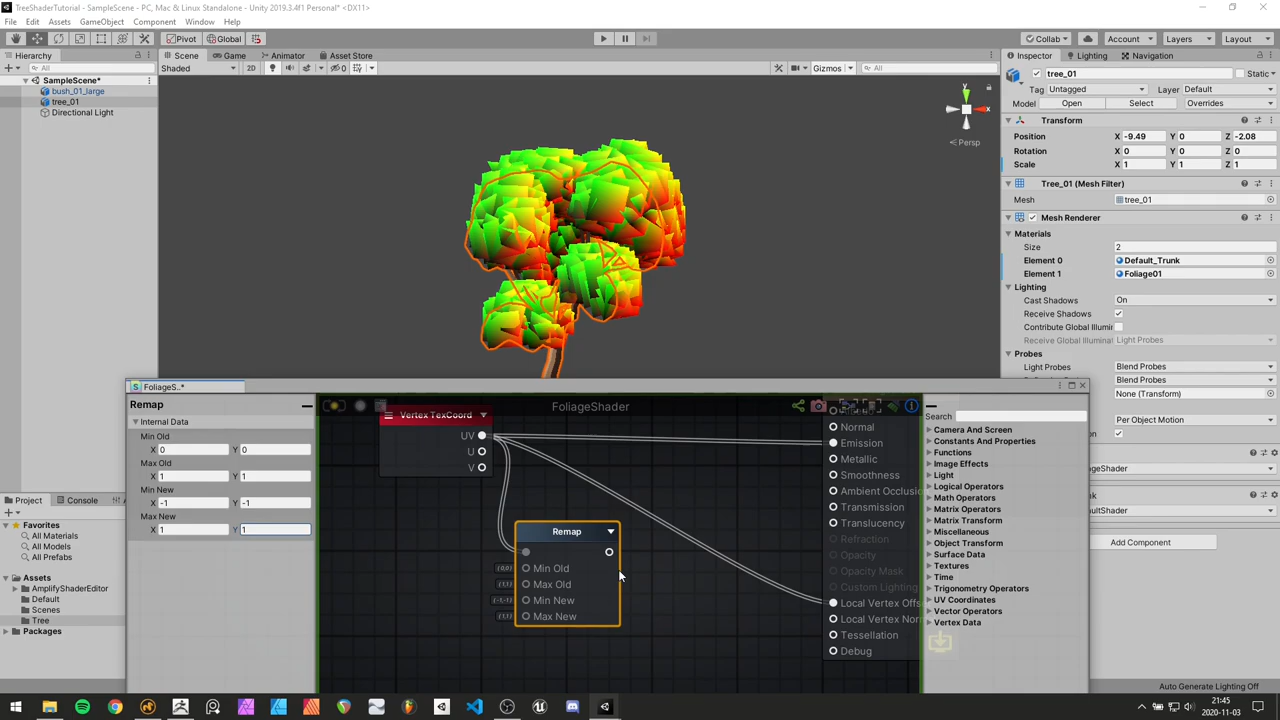 TreeShaderTutorial - SampleScene - PC, Mac & Linux Standalone - Unity 2019.3.4f1 Personal* <DX11>
File Edit Assets GameObject Component Window Help
Pivot Global Collab Account Layers Layout
Hierarchy Scene Game Animator Asset Store Inspector Lighting Navigation
All Shaded 2D 0 Gizmos All
SampleScene*
bush_01_large
tree_01
Directional Light
y
x
Persp
tree_01 Static
Tag Untagged Layer Default
Model Open Select Overrides
Transform
Position X -9.49 Y 0 Z -2.08
Rotation X 0 Y 0 Z 0
Scale X 1 Y 1 Z 1
Tree_01 (Mesh Filter)
Mesh tree_01
Mesh Renderer
Materials
Size 2
Element 0 Default_Trunk
Element 1 Foliage01
Lighting
Cast Shadows On
Receive Shadows
Contribute Global Illumi
Receive Global Illuminat Light Probes
Probes
Light Probes Blend Probes
Blend Probes
None (Transform)
Per Object Motion
Add Component
Project Console
Favorites
All Materials
All Models
All Prefabs
Assets
AmplifyShaderEditor
Default
Scenes
Tree
Packages
FoliageS..*
Remap
Internal Data
Min Old
X 0 Y 0
Max Old
X 1 Y 1
Min New
X -1 Y -1
Max New
X 1 Y 1
FoliageShader
Vertex TexCoord
UV
U
V
Remap
Min Old
Max Old
Min New
Max New
Normal
Emission
Metallic
Smoothness
Ambient Occlusio
Transmission
Translucency
Refraction
Opacity
Opacity Mask
Custom Lighting
Local Vertex Offs
Local Vertex Nor
Tessellation
Debug
Search
Camera And Screen
Constants And Properties
Functions
Image Effects
Light
Logical Operators
Math Operators
Matrix Operators
Matrix Transform
Miscellaneous
Object Transform
Surface Data
Textures
Time
Trigonometry Operators
UV Coordinates
Vector Operators
Vertex Data
Auto Generate Lighting Off
21:45
2020-11-03